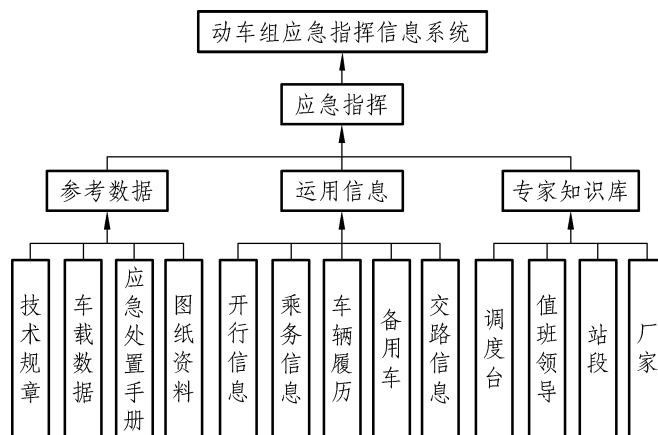 动车组应急指挥信息系统
应急指挥
参考数据
运用信息
专家知识库
技术规章
车载数据
应急处置手册
图纸资料
开行信息
乘务信息
车辆履历
备用车
交路信息
调度台
值班领导
站段
厂家